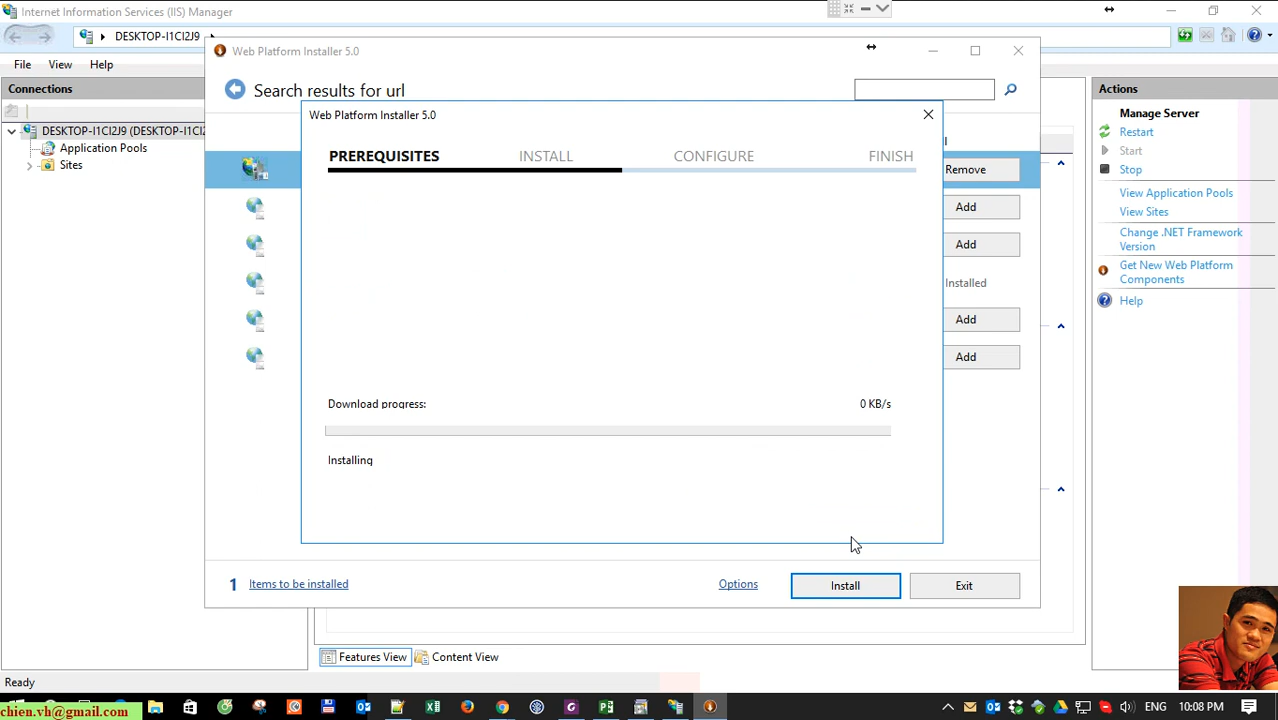 Internet Information Services (IIS) Manager
DESKTOP-I1CI2J9
File View Help
Connections
DESKTOP-I1CI2J9 (DESKTOP-I1CI2J
Application Pools
Sites
Web Platform Installer 5.0
Search results for url
Web Platform Installer 5.0
PREREQUISITES INSTALL CONFIGURE FINISH
Remove
Add
Add
Installed
Add
Add
Download progress: 0 KB/s
Installing
1 Items to be installed
Options
Install
Exit
Actions
Manage Server
Restart
Start
Stop
View Application Pools
View Sites
Change .NET Framework
Version
Get New Web Platform
Components
Help
Features View
Content View
Ready
chien.vh@gmail.com
ENG 10:08 PM